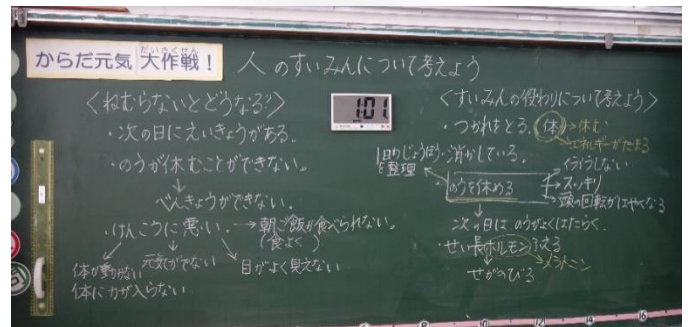 からだ元気 大作戦！
だいさくせん
人のすいみんについて考えよう
<ねむらないとどうなる?>
・次の日にえいきょうがある。
・のうが休むことができない。
↓
べんきょうができない。
・けんこうに悪い。→朝ご飯が食べられない。
(食よく )
体が動かない
元気がでない
目がよく見えない
体に力が入らない
1:01
<すいみんの役わりについて考えよう>
・つかれをとる。体→休む
エネルギーがたまる
1日のじょうほう
を整理
・消かしている。
のうを休める
イライラしない
スッキリ
頭の回転がはやくなる
次の日は のうがよくはたらく。
・せい長ホルモン ふえる
メラトニン
せがのびる
8
10
12
14
16